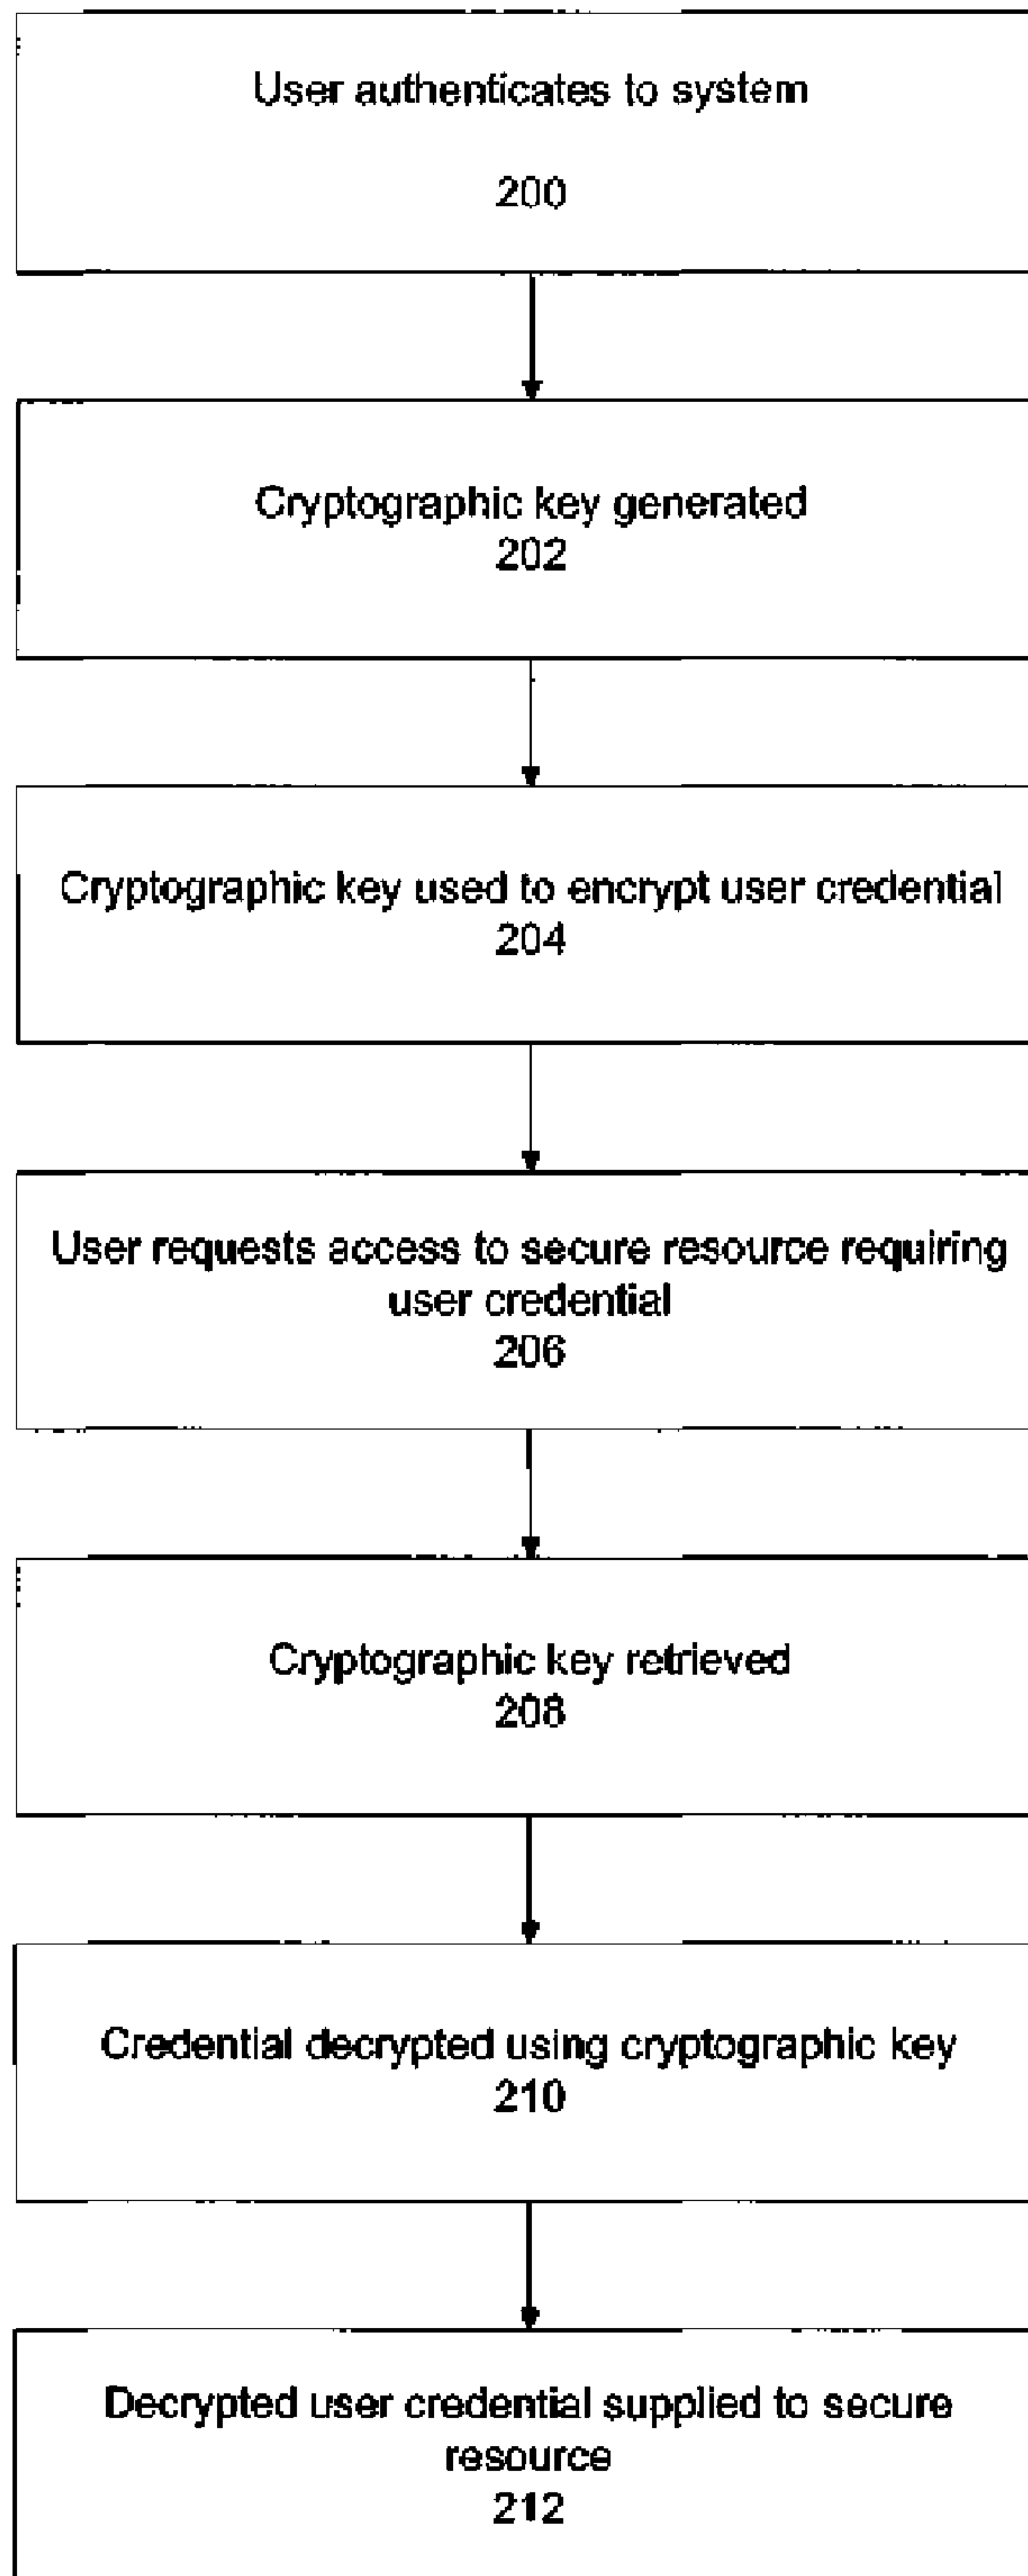 User authenticates to system
200
Cryptographic key generated
202
Cryptographic key used to encrypt user credential
204
User requests access to secure resource requiring
user credential
206
Cryptographic key retrieved
208
Credential decrypted using cryptographic key
210
Decrypted user credential supplied to secure
resource
212